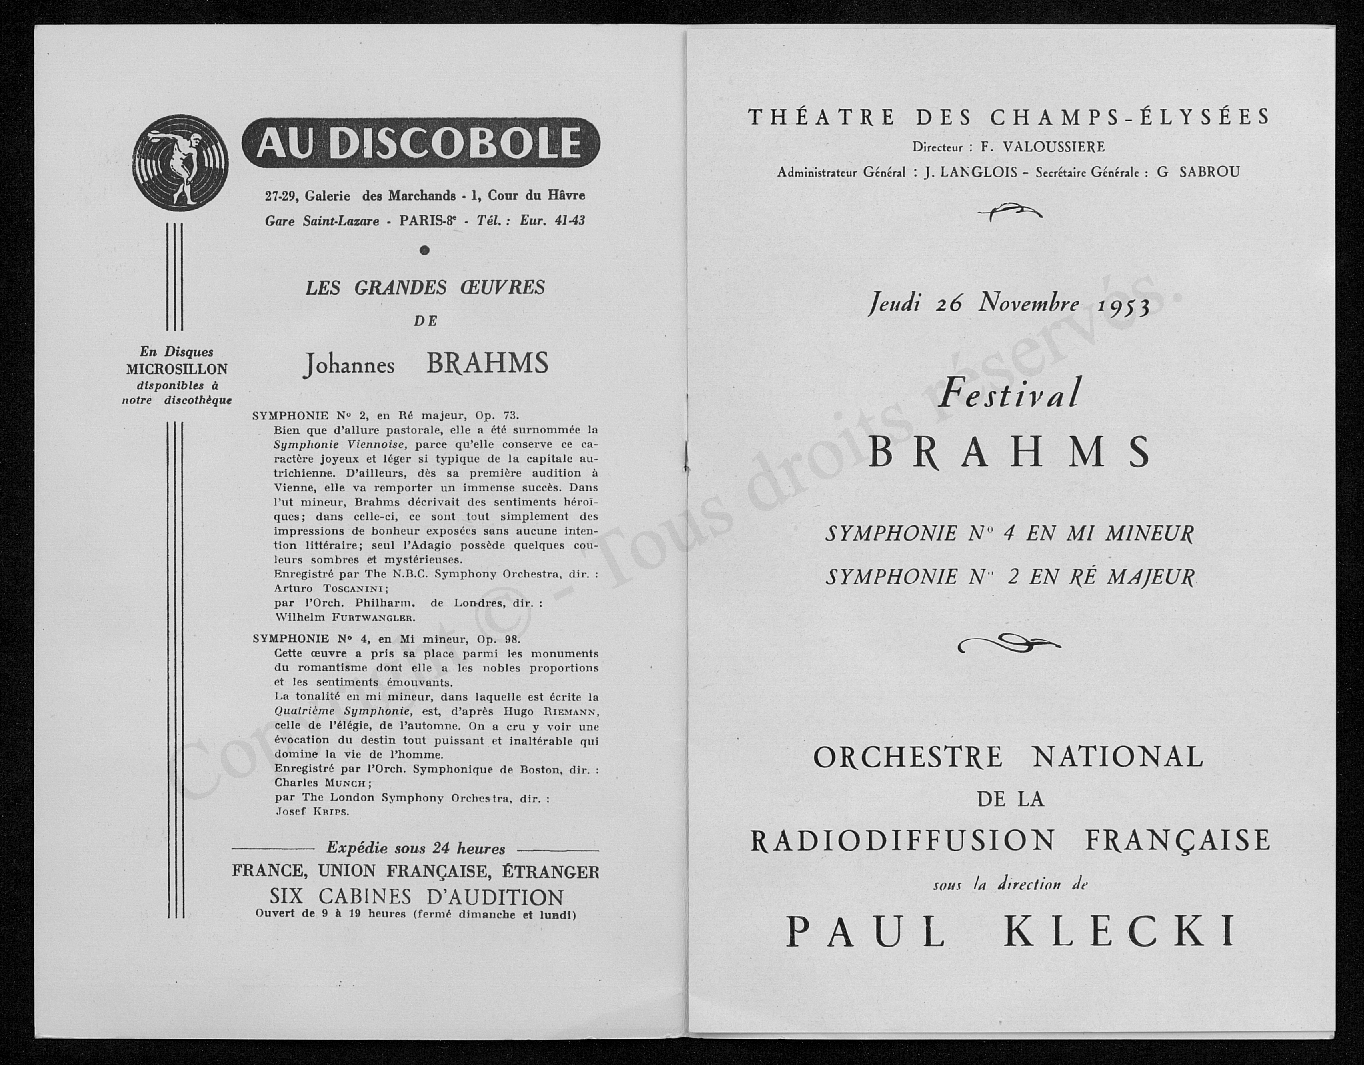 AU DISCOBOLE
27-29, Galerie des Marchands - 1, Cour du Hâvre
Gare Saint-Lazare - PARIS-8e - Tél. : Eur. 41-43
LES GRANDES ŒUVRES
DE
Johannes BRAHMS
En Disques
MICROSILLON
disponibles à
notre discothèque
SYMPHONIE No 2, en Ré majeur, Op. 73.
Bien que d'allure pastorale, elle a été surnommée la
Symphonie Viennoise, parce qu'elle conserve ce ca-
ractère joyeux et léger si typique de la capitale au-
trichienne. D'ailleurs, dès sa première audition à
Vienne, elle va remporter un immense succès. Dans
l'ut mineur, Brahms décrivait des sentiments héroï-
ques; dans celle-ci, ce sont tout simplement des
impressions de bonheur exposées sans aucune inten-
tion littéraire; seul l'Adagio possède quelques cou-
leurs sombres et mystérieuses.
Enregistré par The N.B.C. Symphony Orchestra, dir. :
Arturo TOSCANINI;
par l'Orch. Philharm. de Londres, dir. :
Wilhelm FURTWANGLER.
SYMPHONIE No 4, en Mi mineur, Op. 98.
Cette œuvre a pris sa place parmi les monuments
du romantisme dont elle a les nobles proportions
et les sentiments émouvants.
La tonalité en mi mineur, dans laquelle est écrite la
Quatrième Symphonie, est, d'après Hugo RIEMANN,
celle de l'élégie, de l'automne. On a cru y voir une
évocation du destin tout puissant et inaltérable qui
domine la vie de l'homme.
Enregistré par l'Orch. Symphonique de Boston, dir. :
Charles MUNCH;
par The London Symphony Orchestra, dir. :
Josef KRIPS.
Expédie sous 24 heures
FRANCE, UNION FRANÇAISE, ÉTRANGER
SIX CABINES D'AUDITION
Ouvert de 9 à 19 heures (fermé dimanche et lundi)
THÉATRE DES CHAMPS-ÉLYSÉES
Directeur : F. VALOUSSIERE
Administrateur Général : J. LANGLOIS - Secrétaire Générale : G SABROU
Jeudi 26 Novembre 1953
Festival
BRAHMS
SYMPHONIE No 4 EN MI MINEUR
SYMPHONIE No 2 EN RÉ MAJEUR
ORCHESTRE NATIONAL
DE LA
RADIODIFFUSION FRANÇAISE
sous la direction de
PAUL KLECKI
Copyright © - Tous droits réservés.